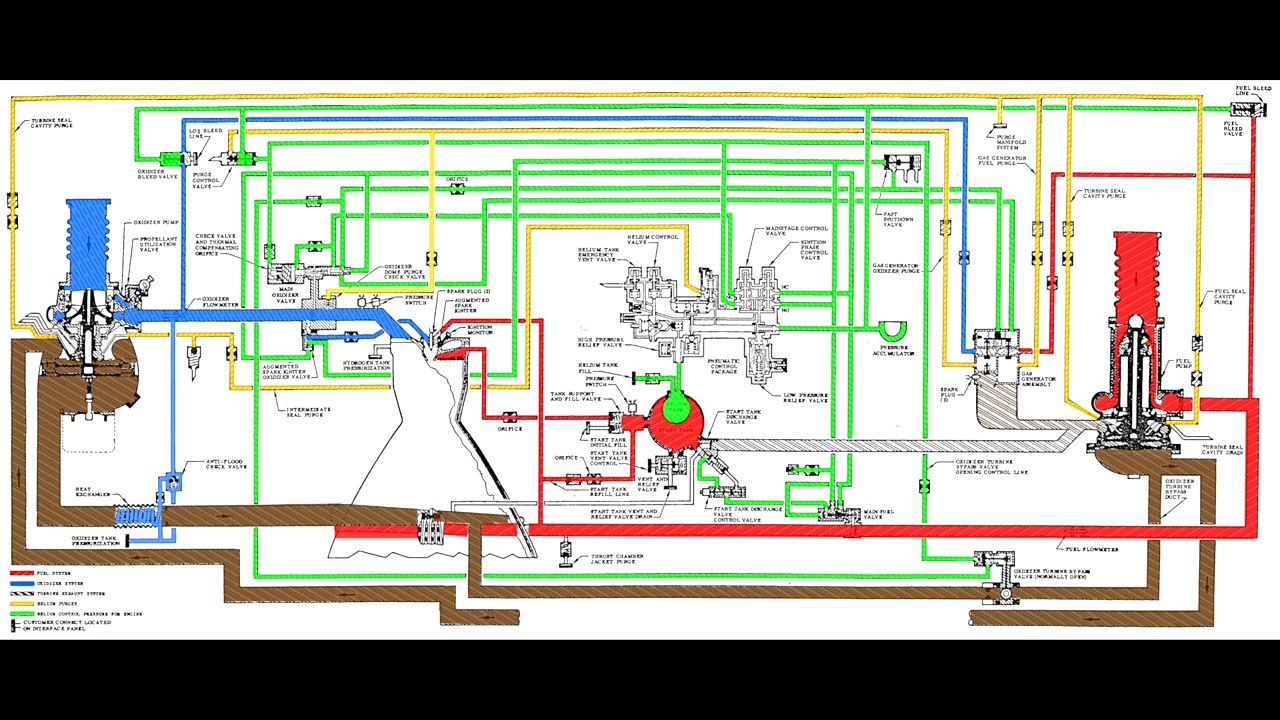 FUEL BLEED
LINE
TURBINE SEAL
CAVITY PURGE
LO2 BLEED
LINE
FUEL
BLEED
VALVE
PURGE
MANIFOLD
SYSTEM
GAS GENERATOR
FUEL PURGE
OXIDIZER
BLEED VALVE
PURGE
CONTROL
VALVE
ORIFICE
TURBINE SEAL
CAVITY PURGE
FAST
SHUTDOWN
VALVE
OXIDIZER PUMP
PROPELLANT
UTILIZATION
VALVE
CHECK VALVE
AND THERMAL
COMPENSATING
ORIFICE
HELIUM CONTROL
VALVE
MAINSTAGE CONTROL
VALVE
IGNITION
PHASE
CONTROL
VALVE
HELIUM TANK
EMERGENCY
VENT VALVE
OXIDIZER
DOME PURGE
CHECK VALVE
GAS GENERATOR
OXIDIZER PURGE
MAIN
OXIDIZER
VALVE
SPARK PLUG (2)
AUGMENTED
SPARK
IGNITER
PRESSURE
SWITCH
OXIDIZER
FLOWMETER
NC
NO
FUEL SEAL
CAVITY
PURGE
IGNITION
MONITOR
HIGH PRESSURE
RELIEF VALVE
PRESSURE
ACCUMULATOR
HYDROGEN TANK
PRESSURIZATION
AUGMENTED
SPARK IGNITER
OXIDIZER VALVE
HELIUM TANK
FILL
PRESSURE
SWITCH
PNEUMATIC
CONTROL
PACKAGE
FUEL
PUMP
GAS
GENERATOR
ASSEMBLY
SPARK
PLUG
(2)
TANK SUPPORT
AND FILL VALVE
LOW PRESSURE
RELIEF VALVE
HELIUM
TANK
START TANK
INTERMEDIATE
SEAL PURGE
START TANK
DISCHARGE
VALVE
ORIFICE
START TANK
INITIAL FILL
START TANK
VENT VALVE
CONTROL
TURBINE SEAL
CAVITY DRAIN
ORIFICE
ANTI-FLOOD
CHECK VALVE
OXIDIZER TURBINE
BYPASS VALVE
OPENING CONTROL LINE
VENT AND
RELIEF
VALVE
OXIDIZER
TURBINE
BYPASS
DUCT
HEAT
EXCHANGER
START TANK
REFILL LINE
START TANK VENT AND
RELIEF VALVE DRAIN
START TANK DISCHARGE
VALVE
CONTROL VALVE
MAIN FUEL
VALVE
OXIDIZER TANK
PRESSURIZATION
FUEL FLOWMETER
THRUST CHAMBER
JACKET PURGE
OXIDIZER TURBINE BYPASS
VALVE (NORMALLY OPEN)
FUEL SYSTEM
OXIDIZER SYSTEM
TURBINE EXHAUST SYSTEM
HELIUM PURGES
HELIUM CONTROL PRESSURE FOR ENGINE
CUSTOMER CONNECT LOCATED
ON INTERFACE PANEL